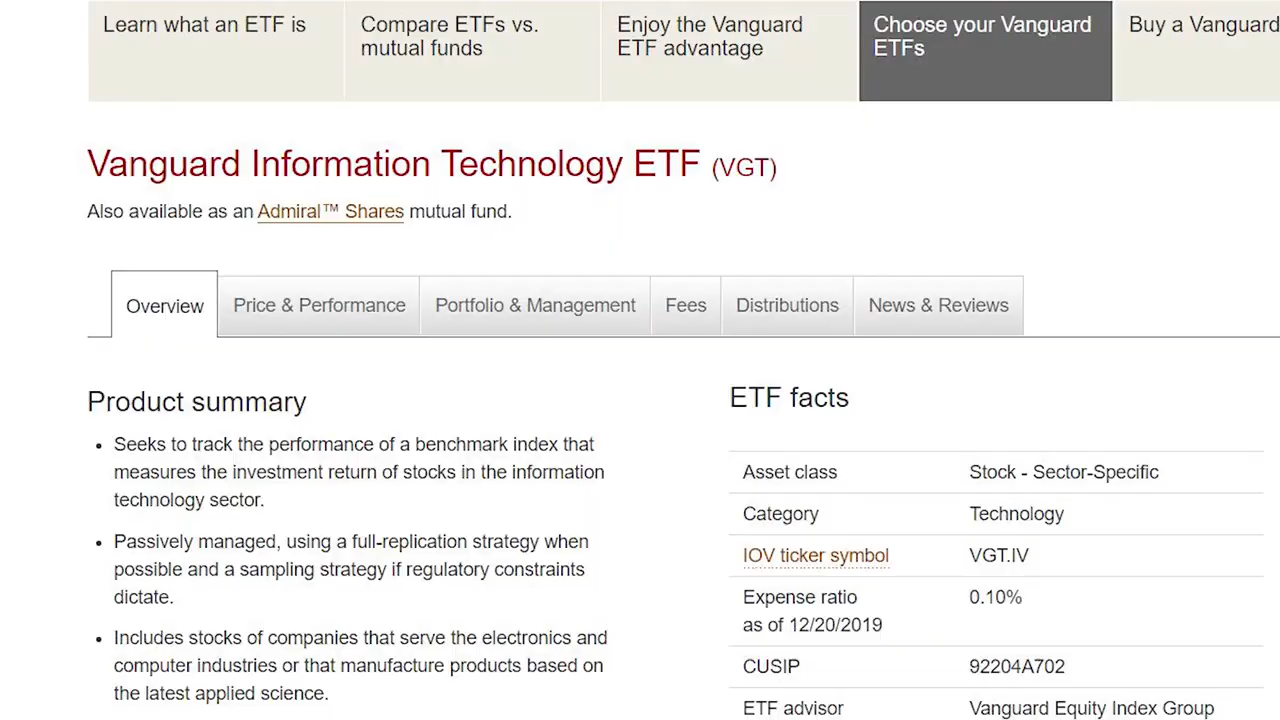 Learn what an ETF is
Compare ETFs vs.
mutual funds
Enjoy the Vanguard
ETF advantage
Choose your Vanguard
ETFs
Buy a Vanguard
Vanguard Information Technology ETF (VGT)
Also available as an Admiral™ Shares mutual fund.
Overview
Price & Performance
Portfolio & Management
Fees
Distributions
News & Reviews
Product summary
• Seeks to track the performance of a benchmark index that
measures the investment return of stocks in the information
technology sector.
• Passively managed, using a full-replication strategy when
possible and a sampling strategy if regulatory constraints
dictate.
• Includes stocks of companies that serve the electronics and
computer industries or that manufacture products based on
the latest applied science.
ETF facts
Asset class Stock - Sector-Specific
Category Technology
IOV ticker symbol VGT.IV
Expense ratio 0.10%
as of 12/20/2019
CUSIP 92204A702
ETF advisor Vanguard Equity Index Group